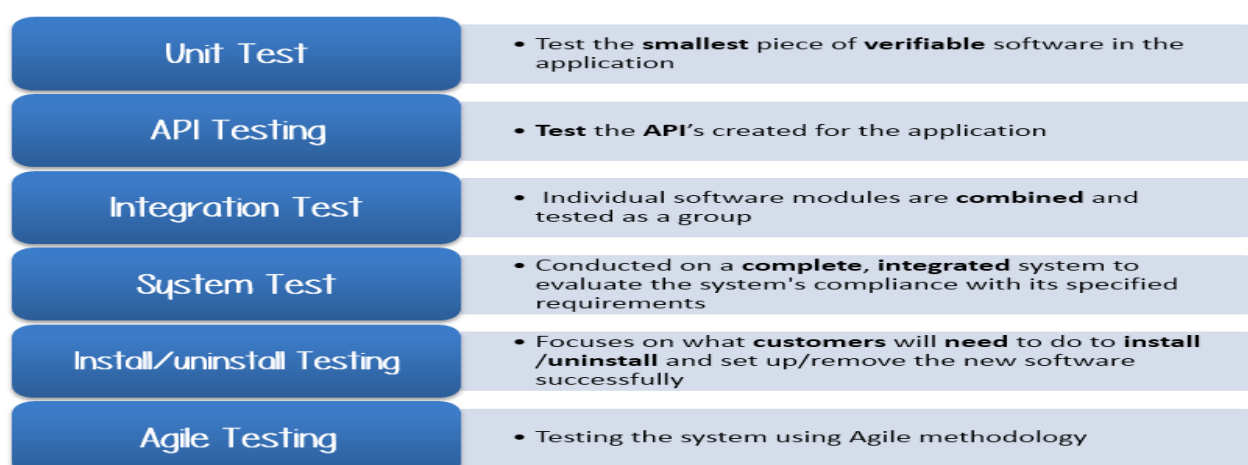 Unit Test
• Test the smallest piece of verifiable software in the
application
API Testing
• Test the API's created for the application
Integration Test
• Individual software modules are combined and
tested as a group
System Test
• Conducted on a complete, integrated system to
evaluate the system's compliance with its specified
requirements
Install/uninstall Testing
• Focuses on what customers will need to do to install
/uninstall and set up/remove the new software
successfully
Agile Testing
• Testing the system using Agile methodology